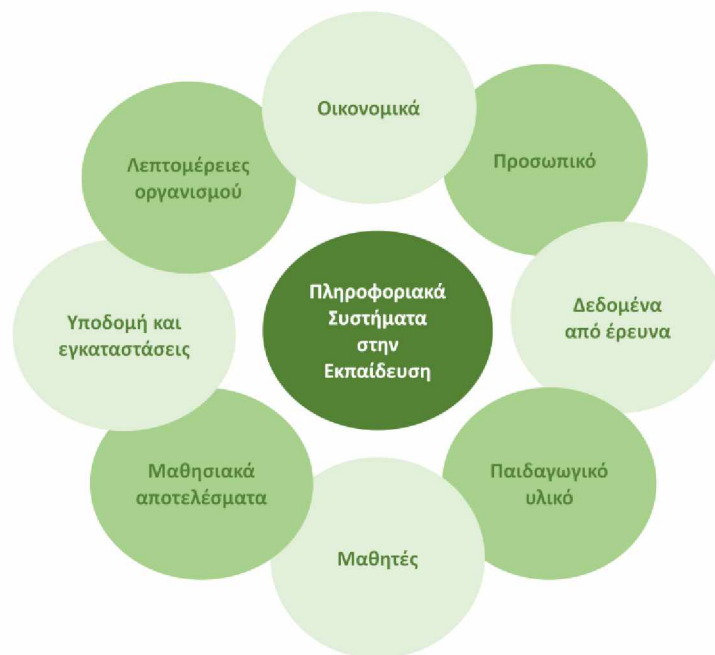 Οικονομικά
Λεπτομέρειες
οργανισμού
Προσωπικό
Πληροφοριακά
Συστήματα
στην
Εκπαίδευση
Υποδομή και
εγκαταστάσεις
Δεδομένα
από έρευνα
Μαθησιακά
αποτελέσματα
Παιδαγωγικό
υλικό
Μαθητές